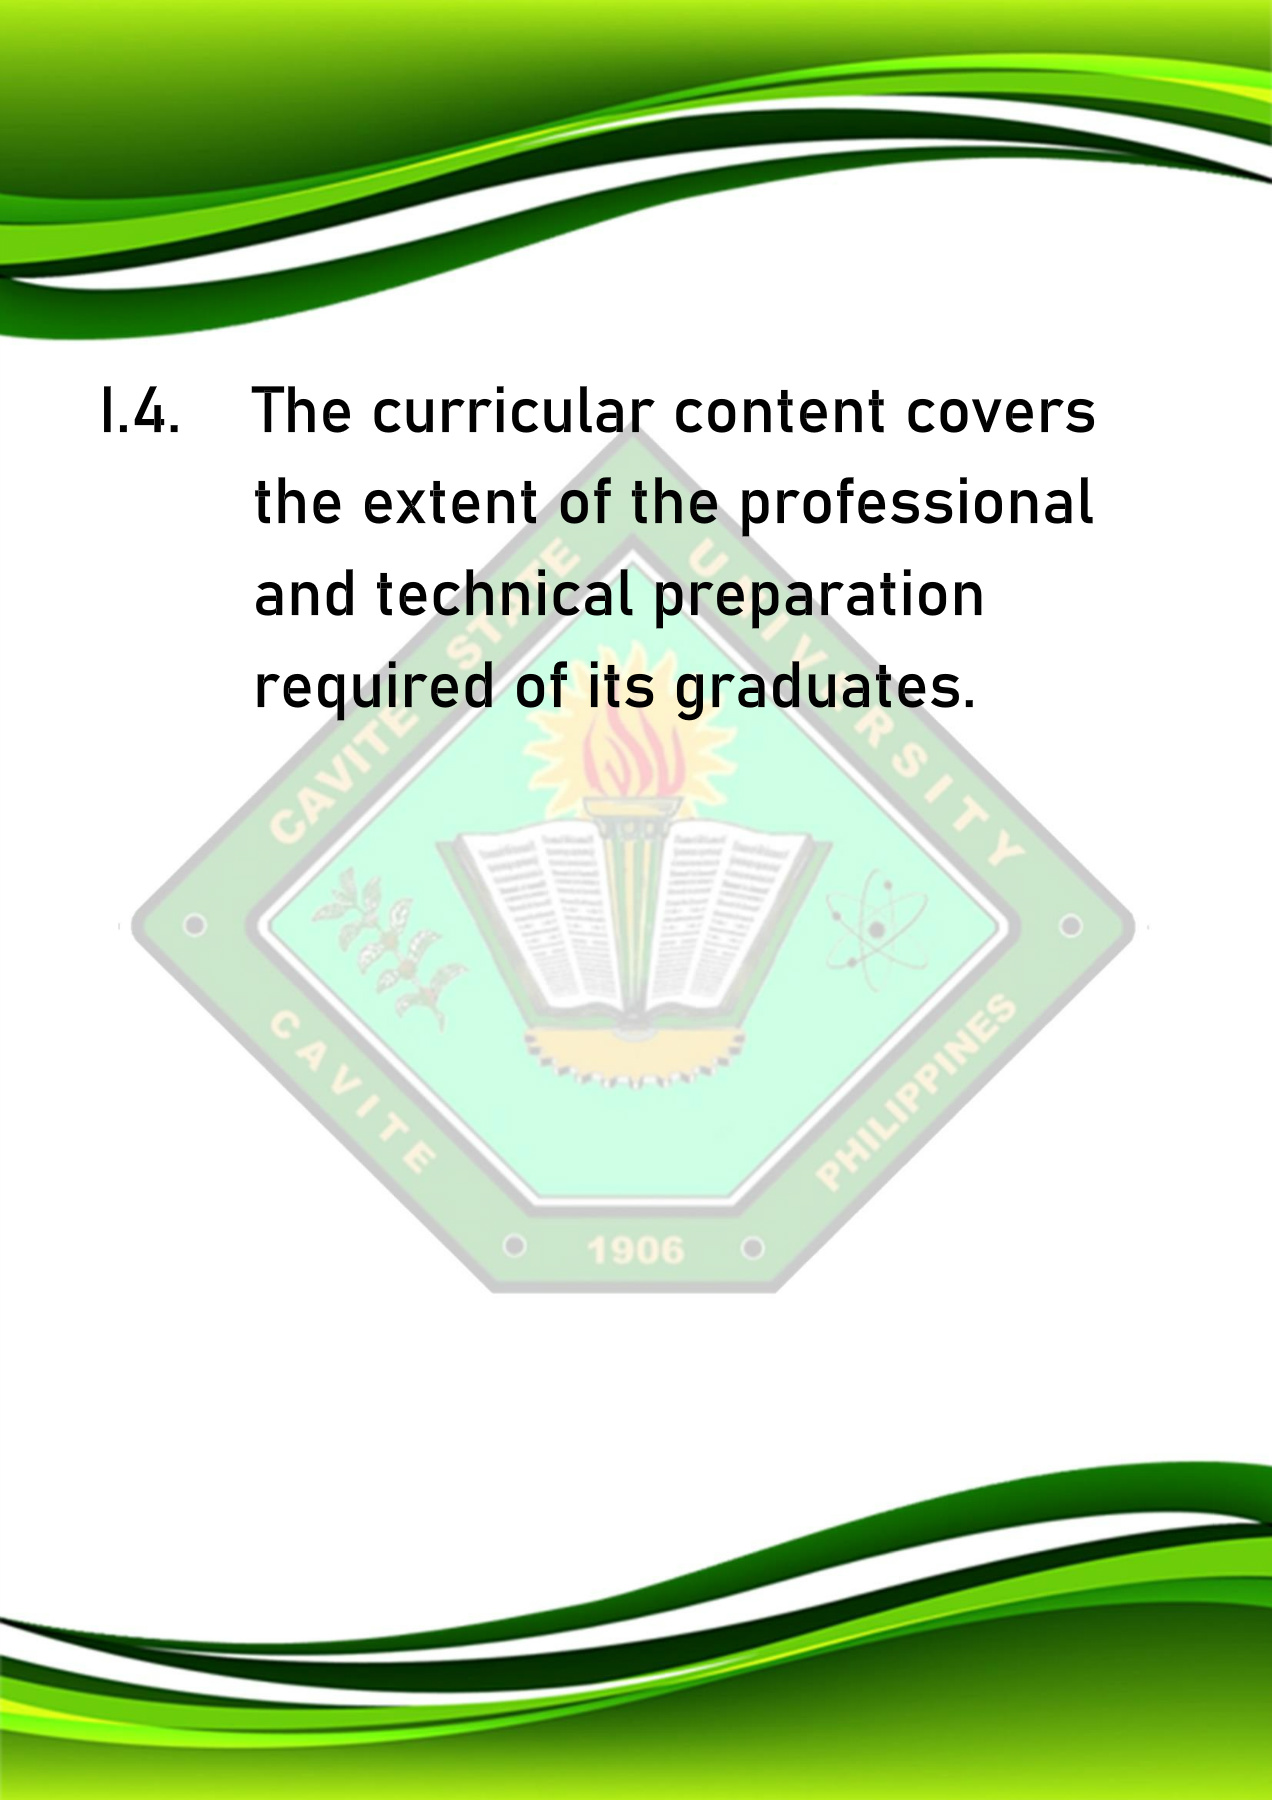 I.4. The curricular content covers
the extent of the professional
and technical preparation
required of its graduates.
CAVITE STATE UNIVERSITY
CAVITE
PHILIPPINES
1906